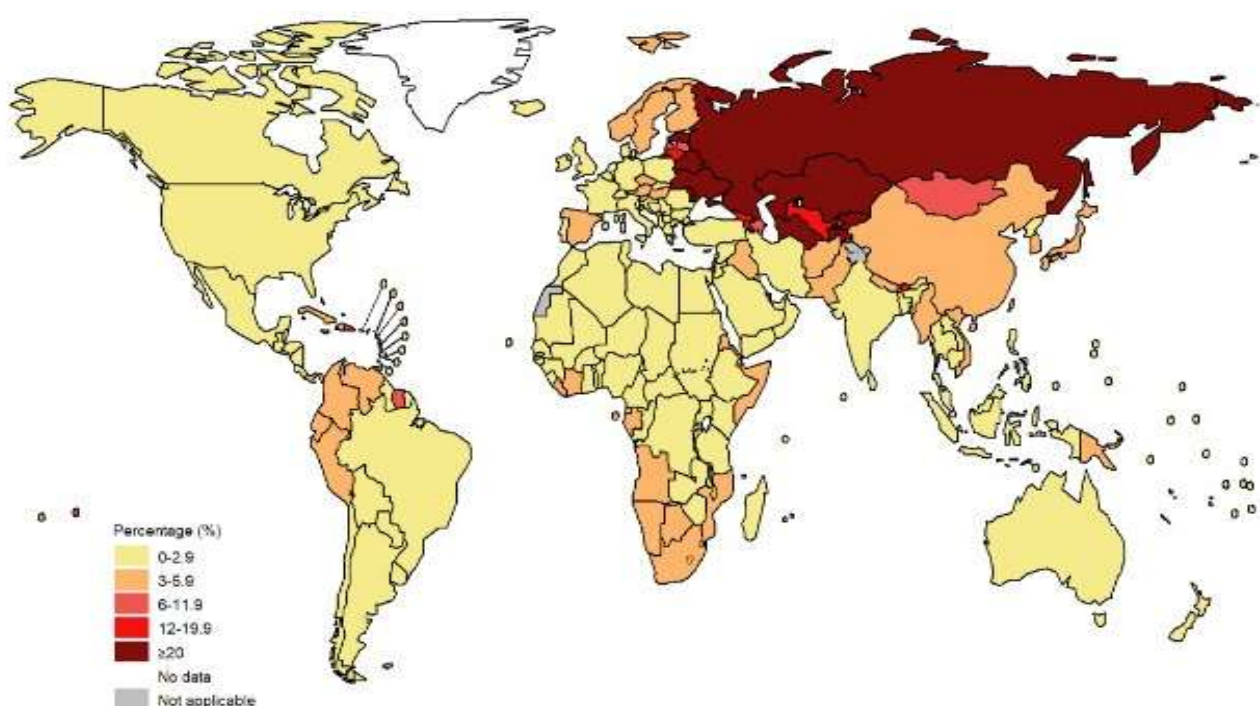 Percentage (%)
0-2.9
3-5.9
6-11.9
12-19.9
≥20
No data
Not applicable